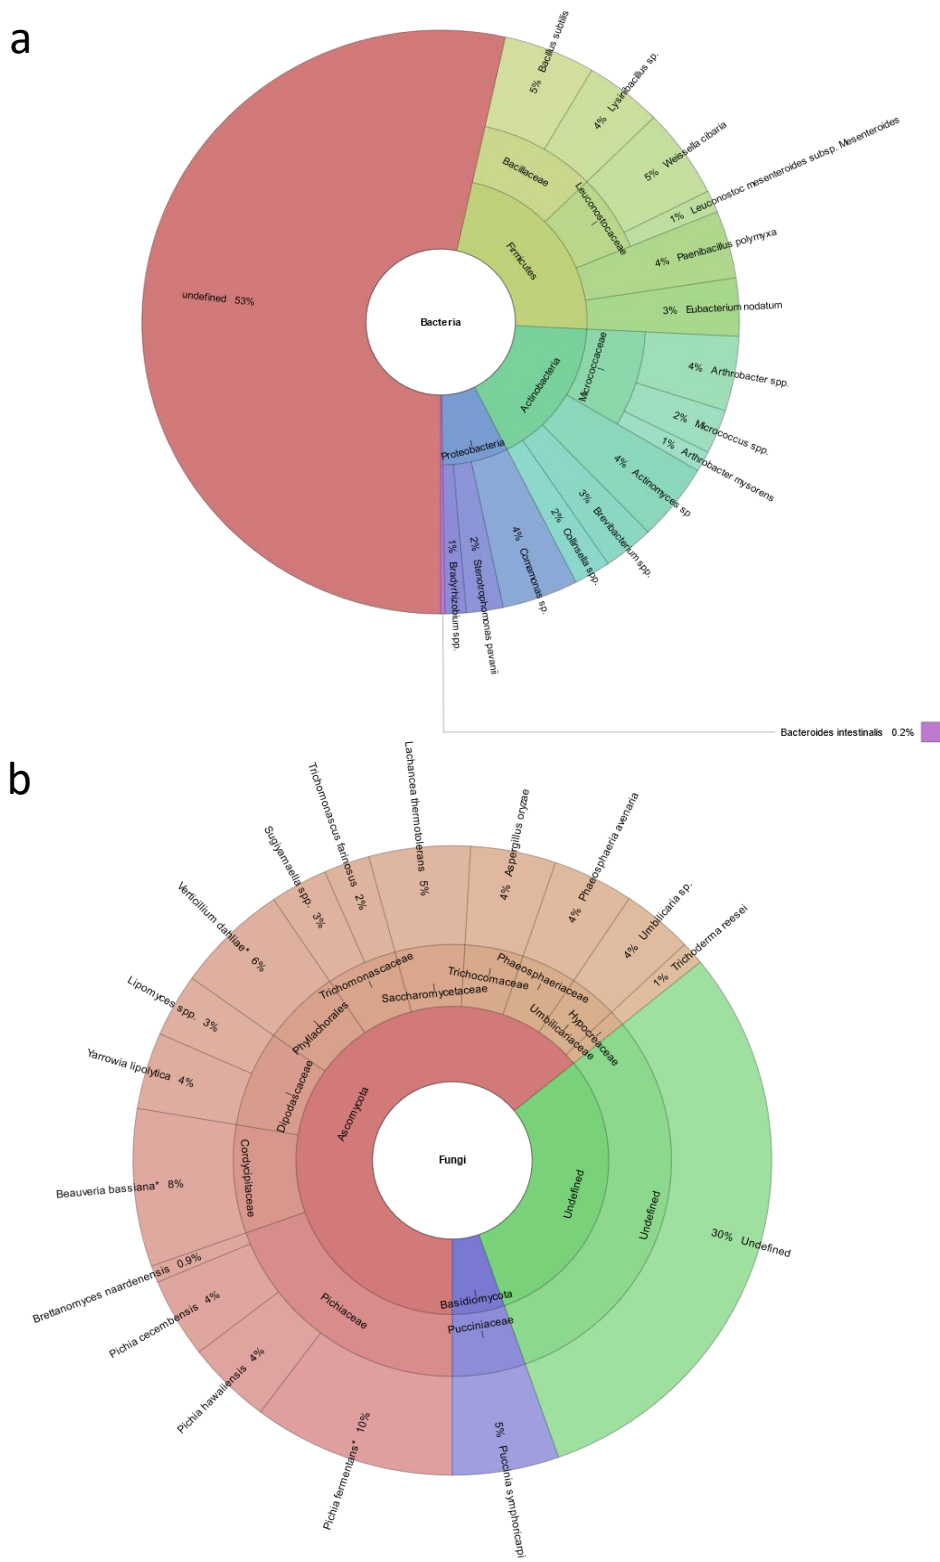 a
5% Bacillus subtilis
4% Lysinibacillus sp.
5% Weissella cibaria
1% Leuconostoc mesenteroides subsp. Mesenteroides
4% Paenibacillus polymyxa
3% Eubacterium nodatum
Bacillaceae
Leuconostocaceae
Firmicutes
undefined 53%
Bacteria
Actinobacteria
Micrococcaceae
4% Arthrobacter spp.
2% Micrococcus spp.
1% Arthrobacter mysorens
4% Actinomyces sp
3% Brevibacterium spp.
2% Collinsella spp.
Proteobacteria
4% Comamonas sp.
2% Stenotrophomonas pavanii
1% Bradyrhizobium spp.
Bacteroides intestinalis 0.2%
b
Lachancea thermotolerans 5%
Trichomonascus farinosus 2%
Sugiyamaella spp. 3%
Verticillium dahliae* 6%
Lipomyces spp. 3%
Yarrowia lipolytica 4%
Beauveria bassiana* 8%
Brettanomyces naardenensis 0.9%
Pichia cecembensis 4%
Pichia hawaiiensis 4%
Pichia fermentans* 10%
4% Aspergillus oryzae
4% Phaeosphaeria avenaria
4% Umbilicaria sp.
1% Trichoderma reesei
Trichomonascaceae
Saccharomycetaceae
Trichocomaceae
Phaeosphaeriaceae
Umbilicariaceae
Hypocreaceae
Phyllachorales
Dipodascaceae
Cordycipitaceae
Pichiaceae
Ascomycota
Fungi
Undefined
Undefined
30% Undefined
Basidiomycota
Pucciniaceae
5% Puccinia symphoricarpi